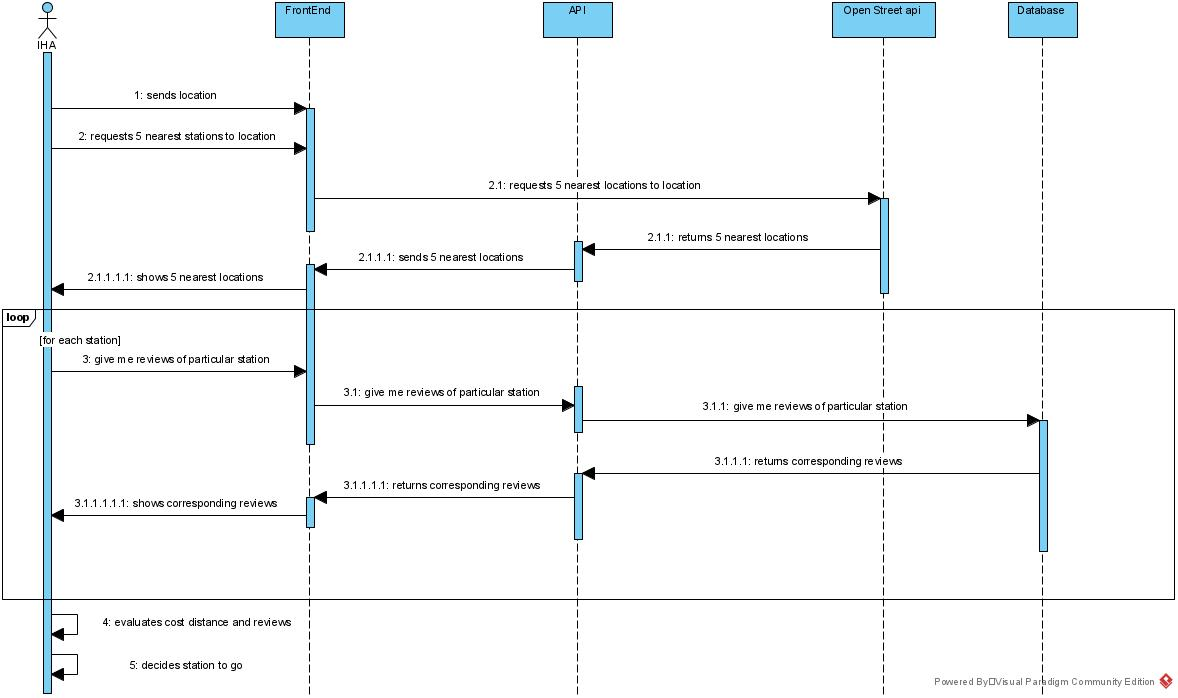 FrontEnd
API
Open Street api
Database
IHA
1: sends location
2: requests 5 nearest stations to location
2.1: requests 5 nearest locations to location
2.1.1: returns 5 nearest locations
2.1.1.1: sends 5 nearest locations
2.1.1.1.1: shows 5 nearest locations
loop
[for each station]
3: give me reviews of particular station
3.1: give me reviews of particular station
3.1.1: give me reviews of particular station
3.1.1.1: returns corresponding reviews
3.1.1.1.1: returns corresponding reviews
3.1.1.1.1.1: shows corresponding reviews
4: evaluates cost distance and reviews
5: decides station to go
Powered By□Visual Paradigm Community Edition